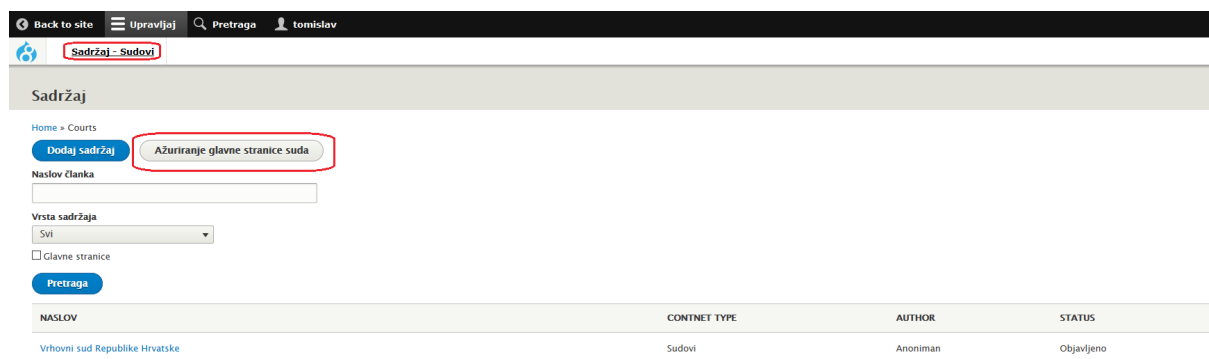 Back to site Upravljaj Pretraga tomislav
Sadržaj - Sudovi
Sadržaj
Home » Courts
Dodaj sadržaj Ažuriranje glavne stranice suda
Naslov članka
Vrsta sadržaja
Svi
Glavne stranice
Pretraga
NASLOV CONTNET TYPE AUTHOR STATUS
Vrhovni sud Republike Hrvatske Sudovi Anoniman Objavljeno